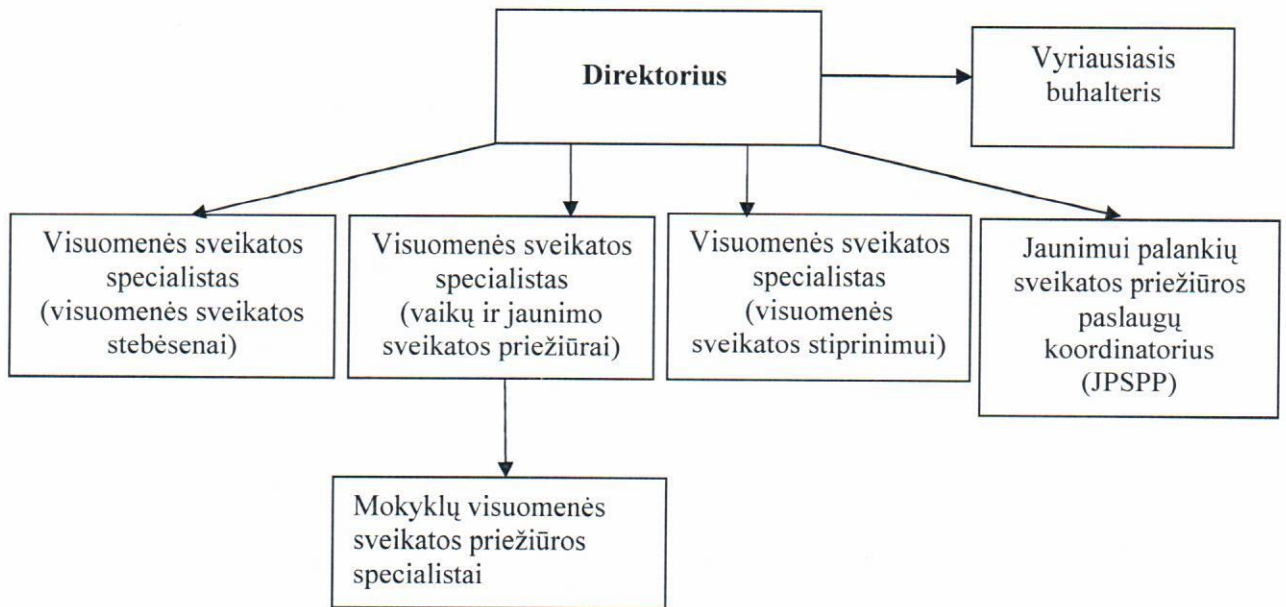 Direktorius
Vyriausiasis
buhalteris
Visuomenės sveikatos
specialistas
(visuomenės sveikatos
stebėsenai)
Visuomenės sveikatos
specialistas
(vaikų ir jaunimo
sveikatos priežiūrai)
Visuomenės sveikatos
specialistas
(visuomenės
sveikatos stiprinimui)
Jaunimui palankių
sveikatos priežiūros
paslaugų
koordinatorius
(JPSPP)
Mokyklų visuomenės
sveikatos priežiūros
specialistai